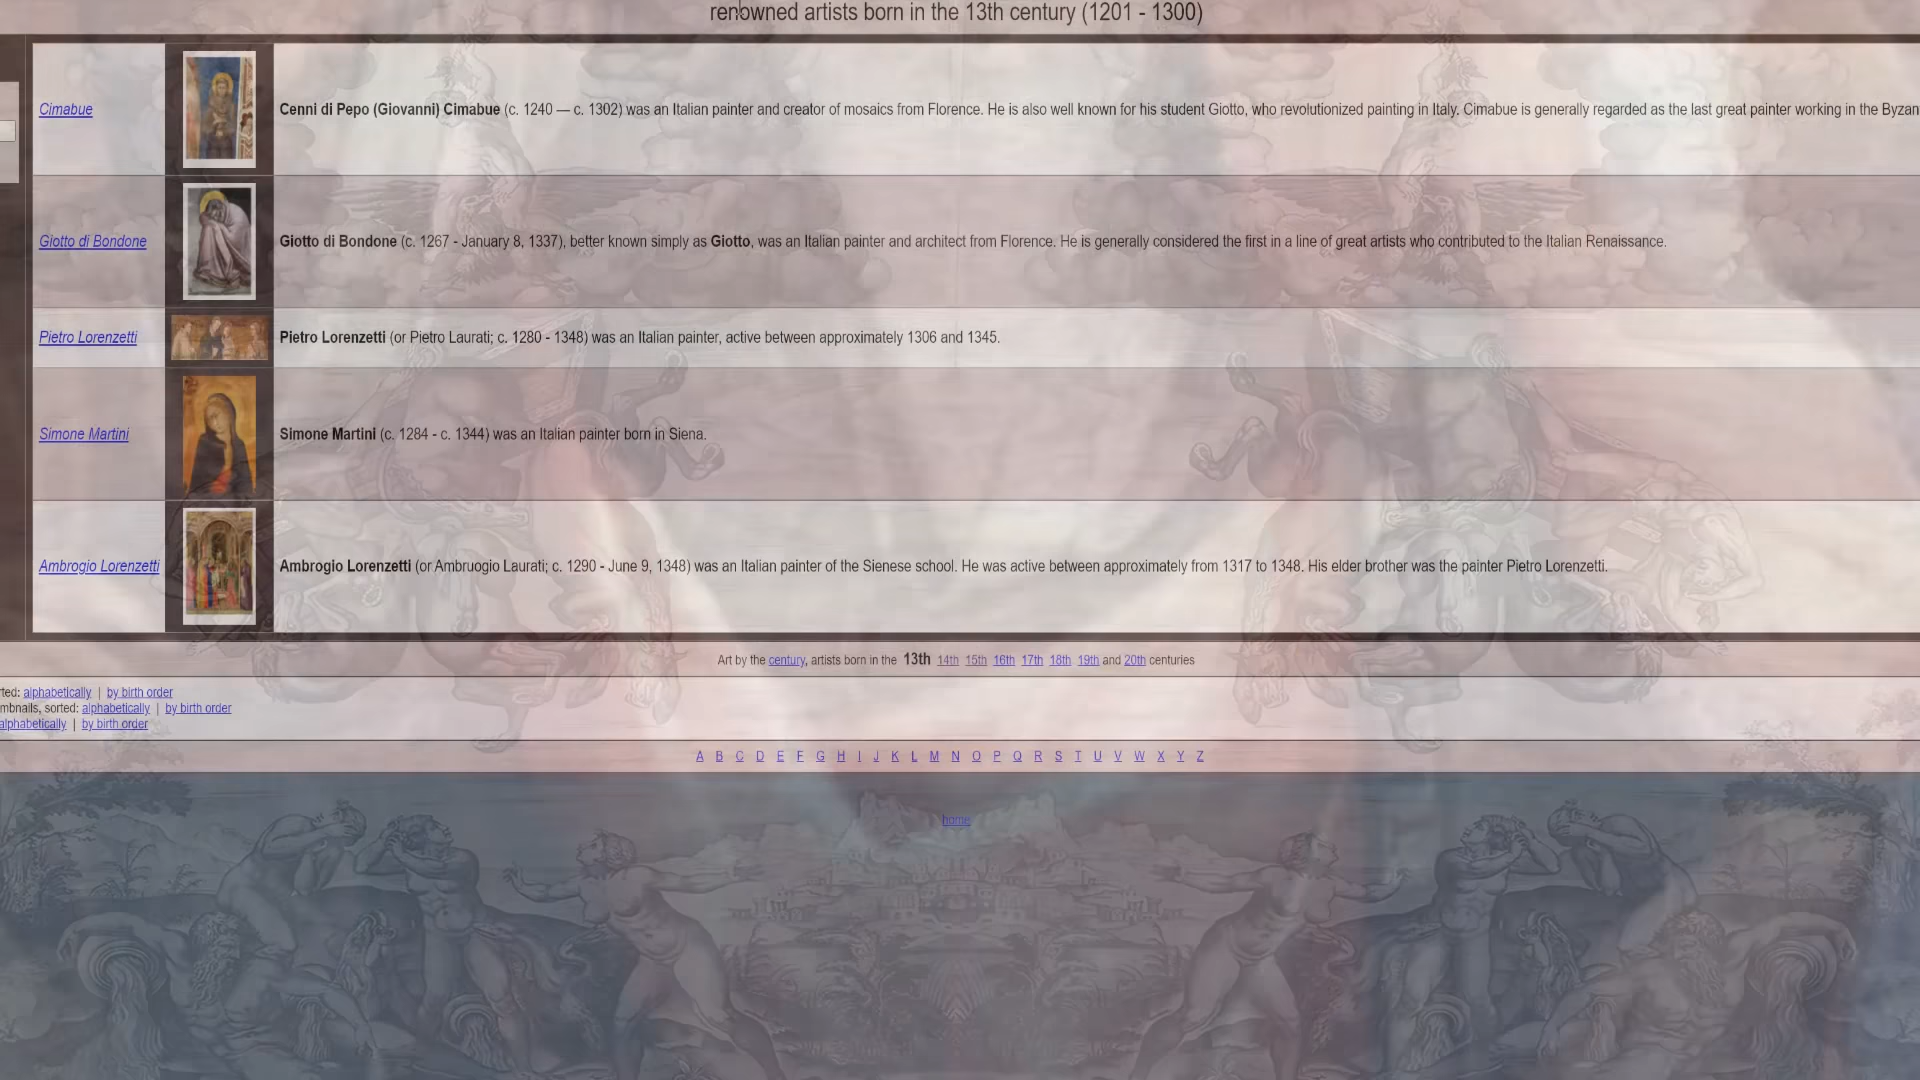 renowned artists born in the 13th century (1201 - 1300)
Cimabue
Cenni di Pepo (Giovanni) Cimabue (c. 1240 — c. 1302) was an Italian painter and creator of mosaics from Florence. He is also well known for his student Giotto, who revolutionized painting in Italy. Cimabue is generally regarded as the last great painter working in the Byzan
Giotto di Bondone
Giotto di Bondone (c. 1267 - January 8, 1337), better known simply as Giotto, was an Italian painter and architect from Florence. He is generally considered the first in a line of great artists who contributed to the Italian Renaissance.
Pietro Lorenzetti
Pietro Lorenzetti (or Pietro Laurati; c. 1280 - 1348) was an Italian painter, active between approximately 1306 and 1345.
Simone Martini
Simone Martini (c. 1284 - c. 1344) was an Italian painter born in Siena.
Ambrogio Lorenzetti
Ambrogio Lorenzetti (or Ambruogio Laurati; c. 1290 - June 9, 1348) was an Italian painter of the Sienese school. He was active between approximately from 1317 to 1348. His elder brother was the painter Pietro Lorenzetti.
Art by the century, artists born in the 13th 14th 15th 16th 17th 18th 19th and 20th centuries
rted: alphabetically | by birth order
mbnails, sorted: alphabetically | by birth order
alphabetically | by birth order
A B C D E F G H I J K L M N O P Q R S T U V W X Y Z
home